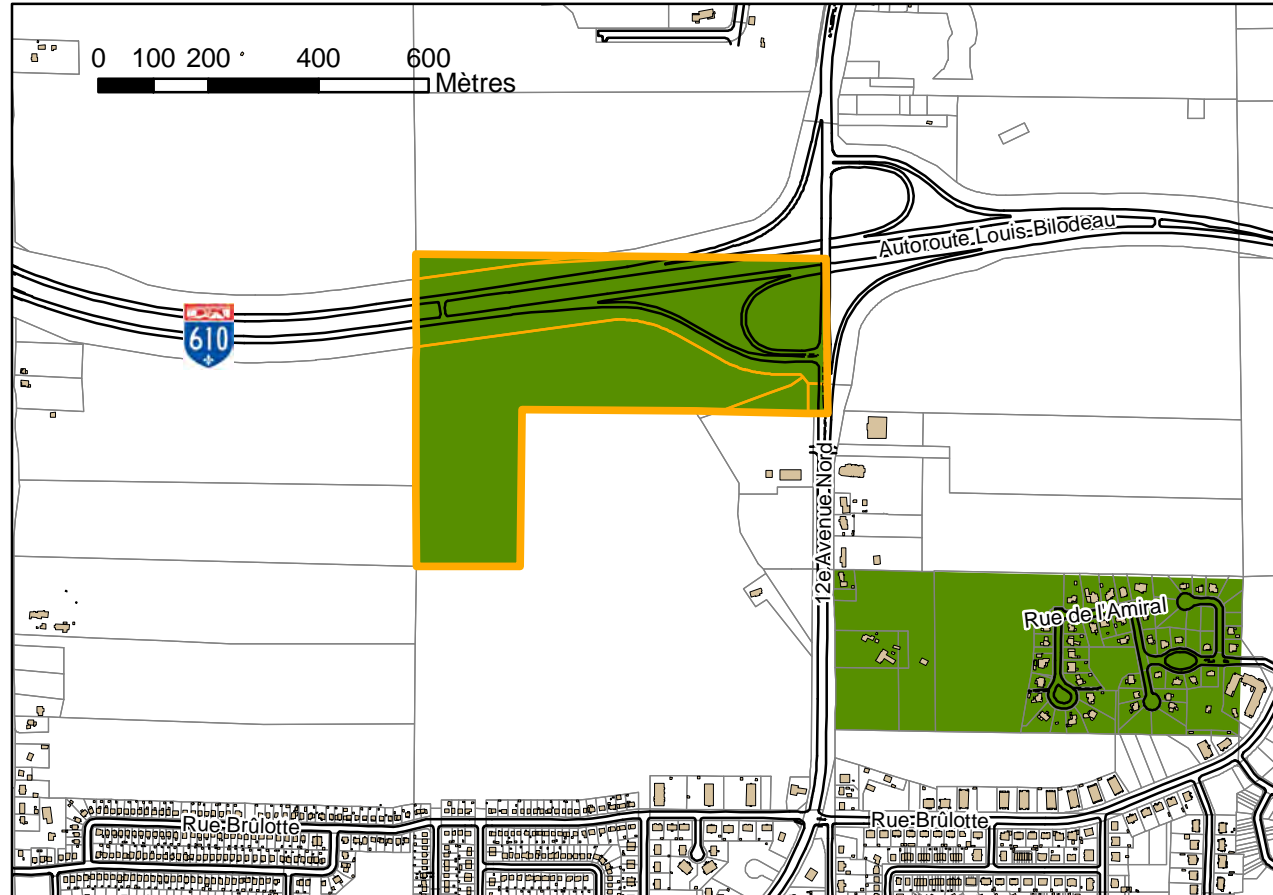 0 100 200 400 600
Mètres
Autoroute Louis-Bilodeau
610
12e Avenue Nord
Rue de l'Amiral
Rue Brûlotte
Rue Brûlotte